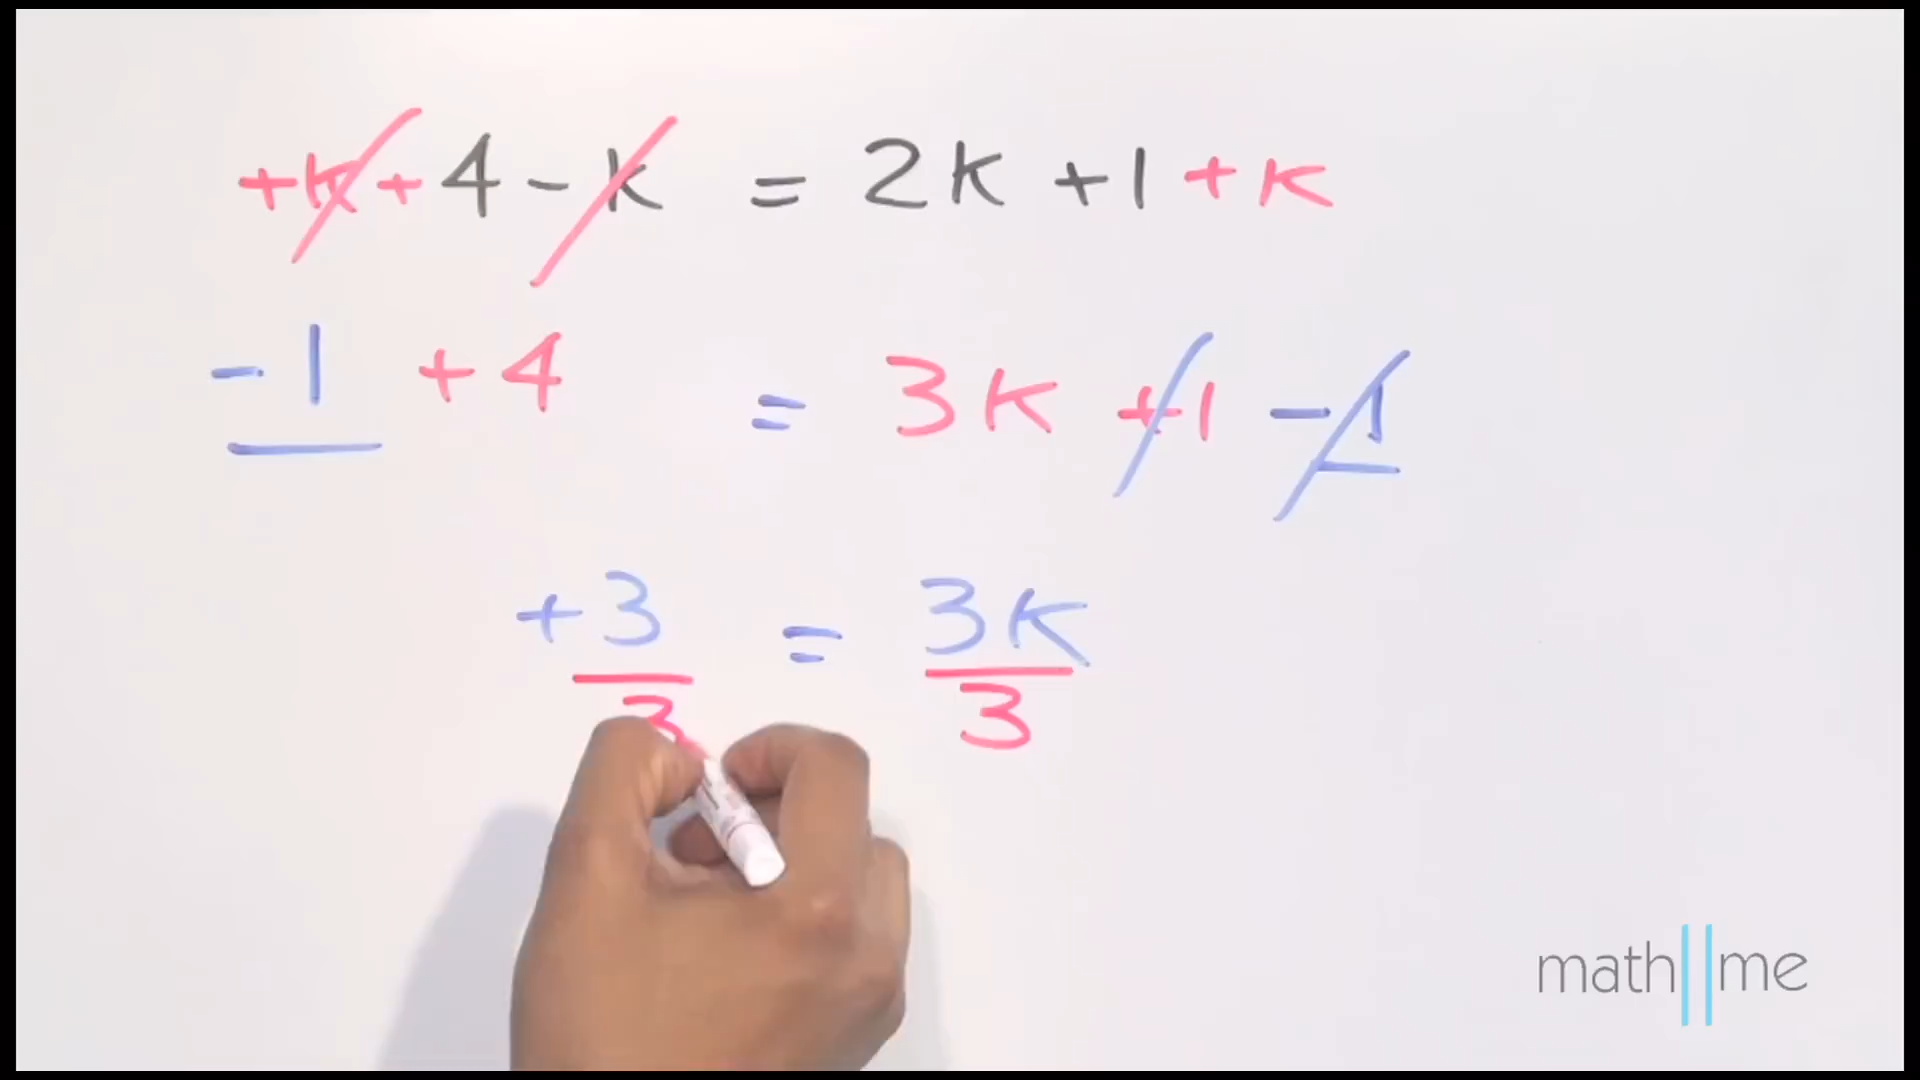 +k + 4 - k = 2k + 1 + k
- 1 + 4 = 3k + 1 - 1
+3 = 3k
3 3
math||me